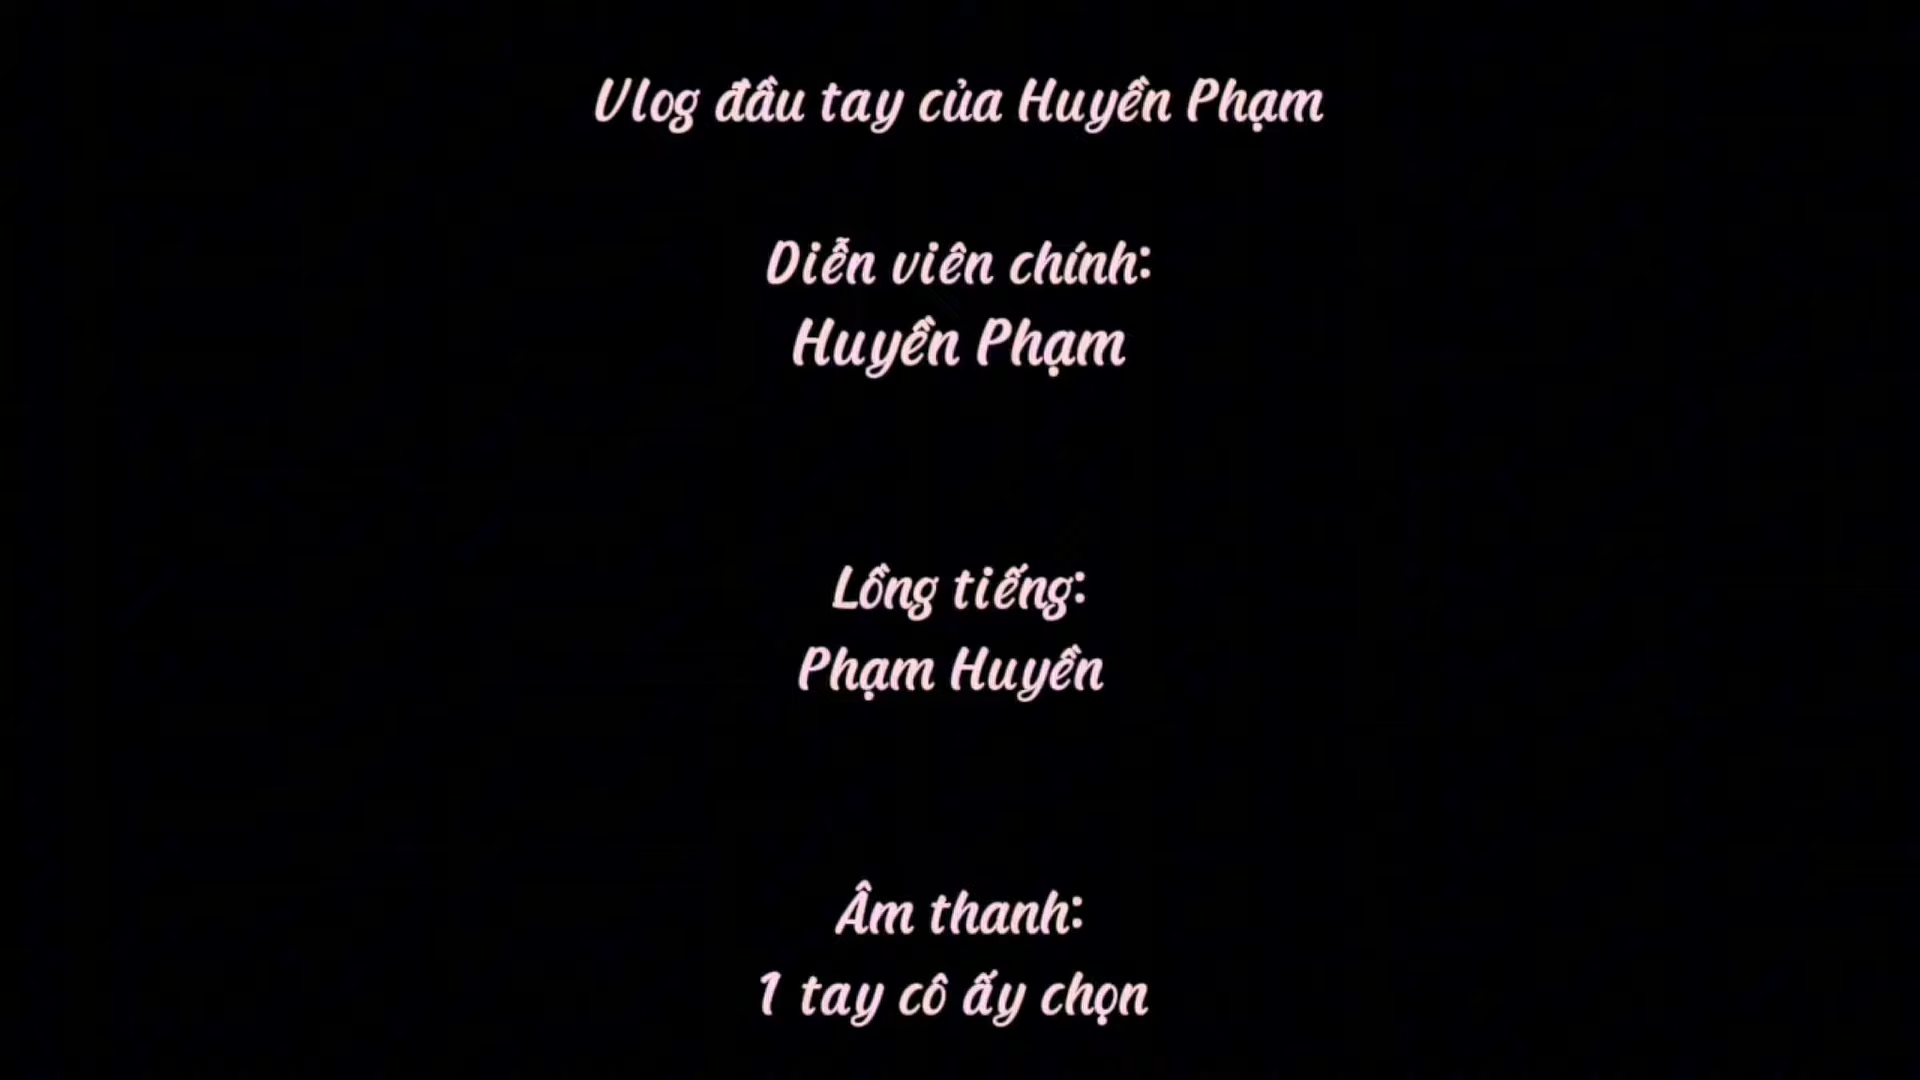 Vlog đầu tay của Huyền Phạm
Diễn viên chính:
Huyền Phạm
Lồng tiếng:
Phạm Huyền
Âm thanh:
1 tay cô ấy chọn